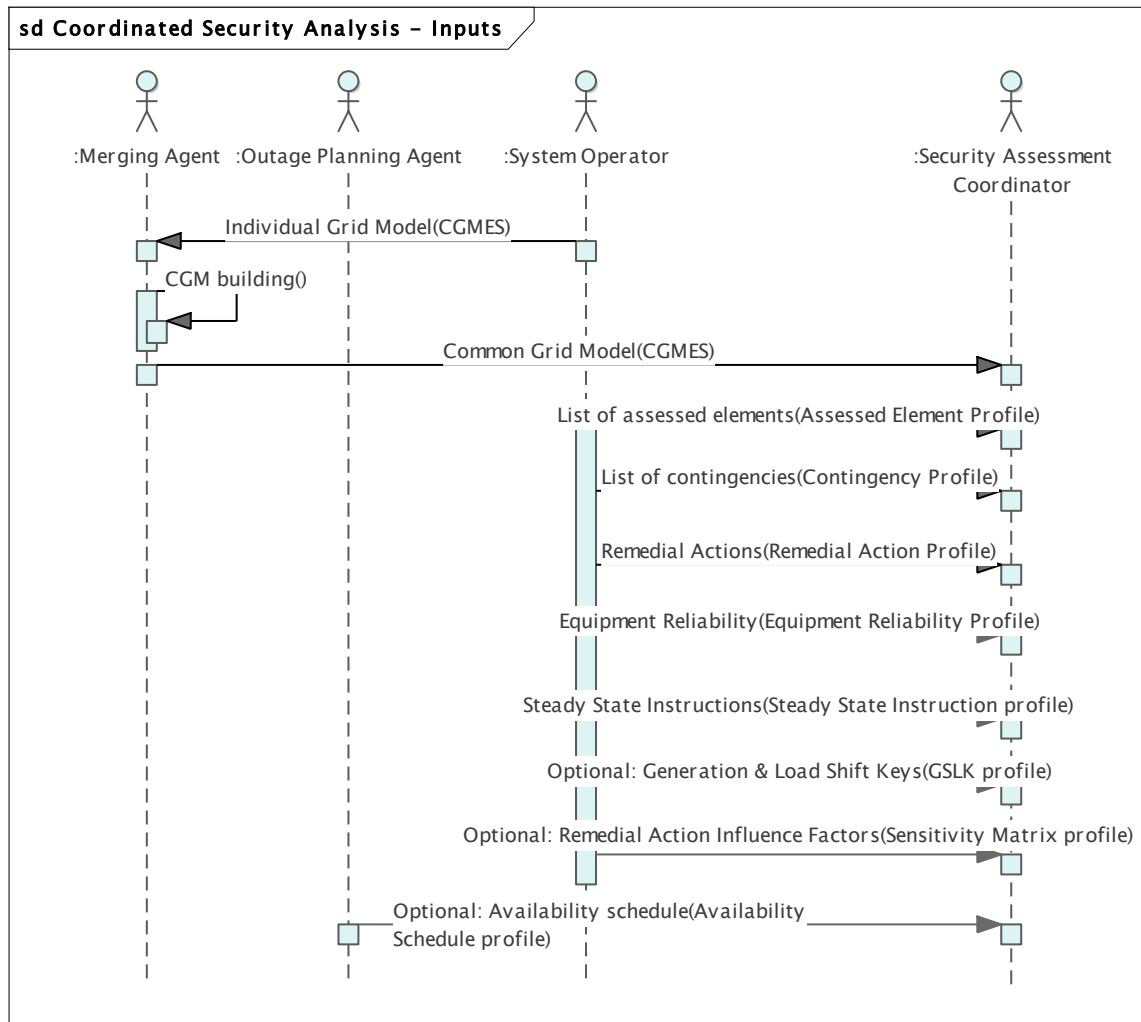 sd Coordinated Security Analysis – Inputs
:Merging Agent
:Outage Planning Agent
:System Operator
:Security Assessment
Coordinator
Individual Grid Model(CGMES)
CGM building()
Common Grid Model(CGMES)
List of assessed elements(Assessed Element Profile)
List of contingencies(Contingency Profile)
Remedial Actions(Remedial Action Profile)
Equipment Reliability(Equipment Reliability Profile)
Steady State Instructions(Steady State Instruction profile)
Optional: Generation & Load Shift Keys(GSLK profile)
Optional: Remedial Action Influence Factors(Sensitivity Matrix profile)
Optional: Availability schedule(Availability
Schedule profile)